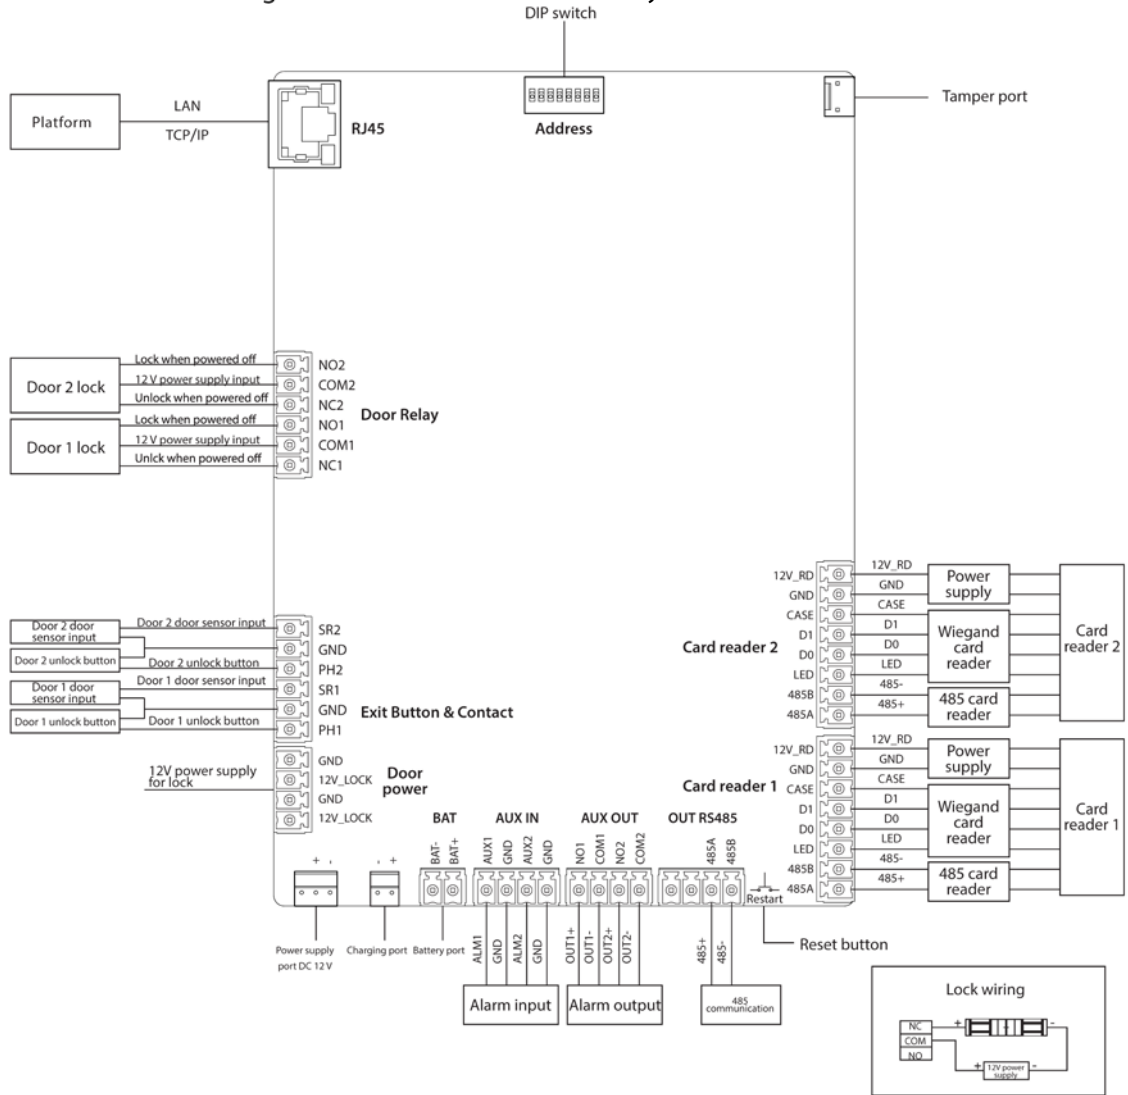 DIP switch
Platform
LAN
TCP/IP
RJ45
Address
Tamper port
Door 2 lock
Lock when powered off
12 V power supply input
Unlock when powered off
NO2
COM2
NC2
Door 1 lock
Lock when powered off
12 V power supply input
Unlck when powered off
NO1
COM1
NC1
Door Relay
Door 2 door
sensor input
Door 2 unlock button
Door 2 door sensor input
Door 2 unlock button
SR2
GND
PH2
Door 1 door
sensor input
Door 1 unlock button
Door 1 door sensor input
Door 1 unlock button
SR1
GND
PH1
Exit Button & Contact
12V power supply
for lock
GND
12V_LOCK
GND
12V_LOCK
Door
power
Card reader 2
12V_RD
GND
CASE
D1
D0
LED
485B
485A
12V_RD
GND
CASE
D1
D0
LED
485-
485+
Power
supply
Wiegand
card
reader
485 card
reader
Card
reader 2
Card reader 1
12V_RD
GND
CASE
D1
D0
LED
485B
485A
12V_RD
GND
CASE
D1
D0
LED
485-
485+
Power
supply
Wiegand
card
reader
485 card
reader
Card
reader 1
BAT
AUX IN
AUX OUT
OUT RS485
BAT-
BAT+
AUX1
GND
AUX2
GND
NO1
COM1
NO2
COM2
485A
485B
+ -
- +
Restart
Reset button
Power supply
port DC 12 V
Charging port
Battery port
ALM1
GND
ALM2
GND
OUT1+
OUT1-
OUT2+
OUT2-
485+
485-
Alarm input
Alarm output
485
communication
Lock wiring
NC
COM
NO
+ -
+ -
12V power
supply